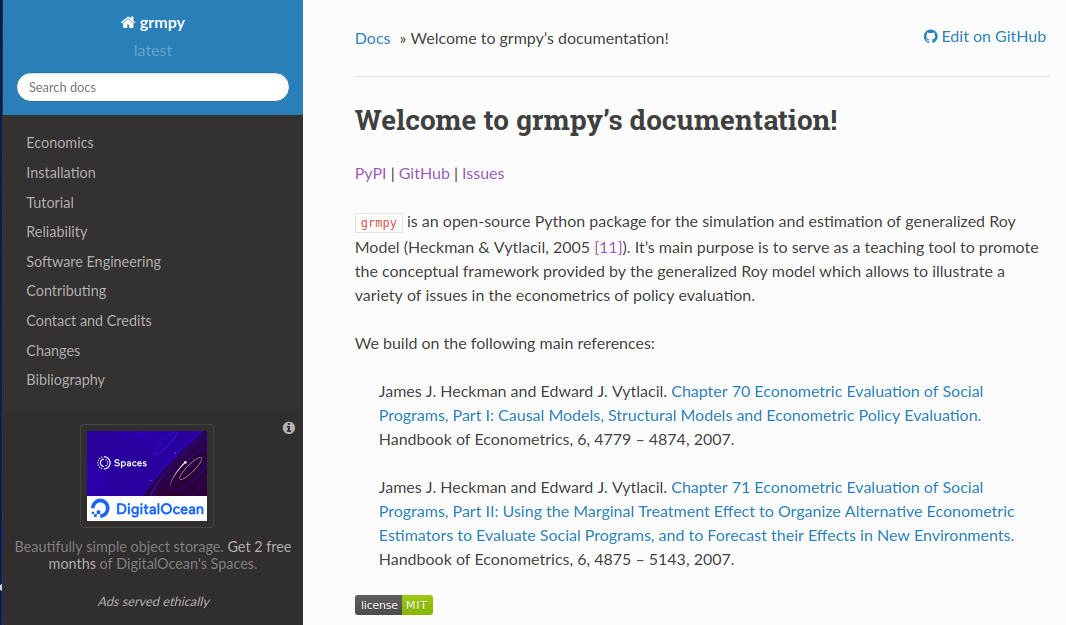 grmpy
latest
Search docs
Economics
Installation
Tutorial
Reliability
Software Engineering
Contributing
Contact and Credits
Changes
Bibliography
Spaces
DigitalOcean
Beautifully simple object storage. Get 2 free
months of DigitalOcean's Spaces.
Ads served ethically
Docs » Welcome to grmpy’s documentation!
Edit on GitHub
Welcome to grmpy’s documentation!
PyPI | GitHub | Issues
grmpy is an open-source Python package for the simulation and estimation of generalized Roy
Model (Heckman & Vytlacil, 2005 [11]). It’s main purpose is to serve as a teaching tool to promote
the conceptual framework provided by the generalized Roy model which allows to illustrate a
variety of issues in the econometrics of policy evaluation.
We build on the following main references:
James J. Heckman and Edward J. Vytlacil. Chapter 70 Econometric Evaluation of Social
Programs, Part I: Causal Models, Structural Models and Econometric Policy Evaluation.
Handbook of Econometrics, 6, 4779 – 4874, 2007.
James J. Heckman and Edward J. Vytlacil. Chapter 71 Econometric Evaluation of Social
Programs, Part II: Using the Marginal Treatment Effect to Organize Alternative Econometric
Estimators to Evaluate Social Programs, and to Forecast their Effects in New Environments.
Handbook of Econometrics, 6, 4875 – 5143, 2007.
license MIT